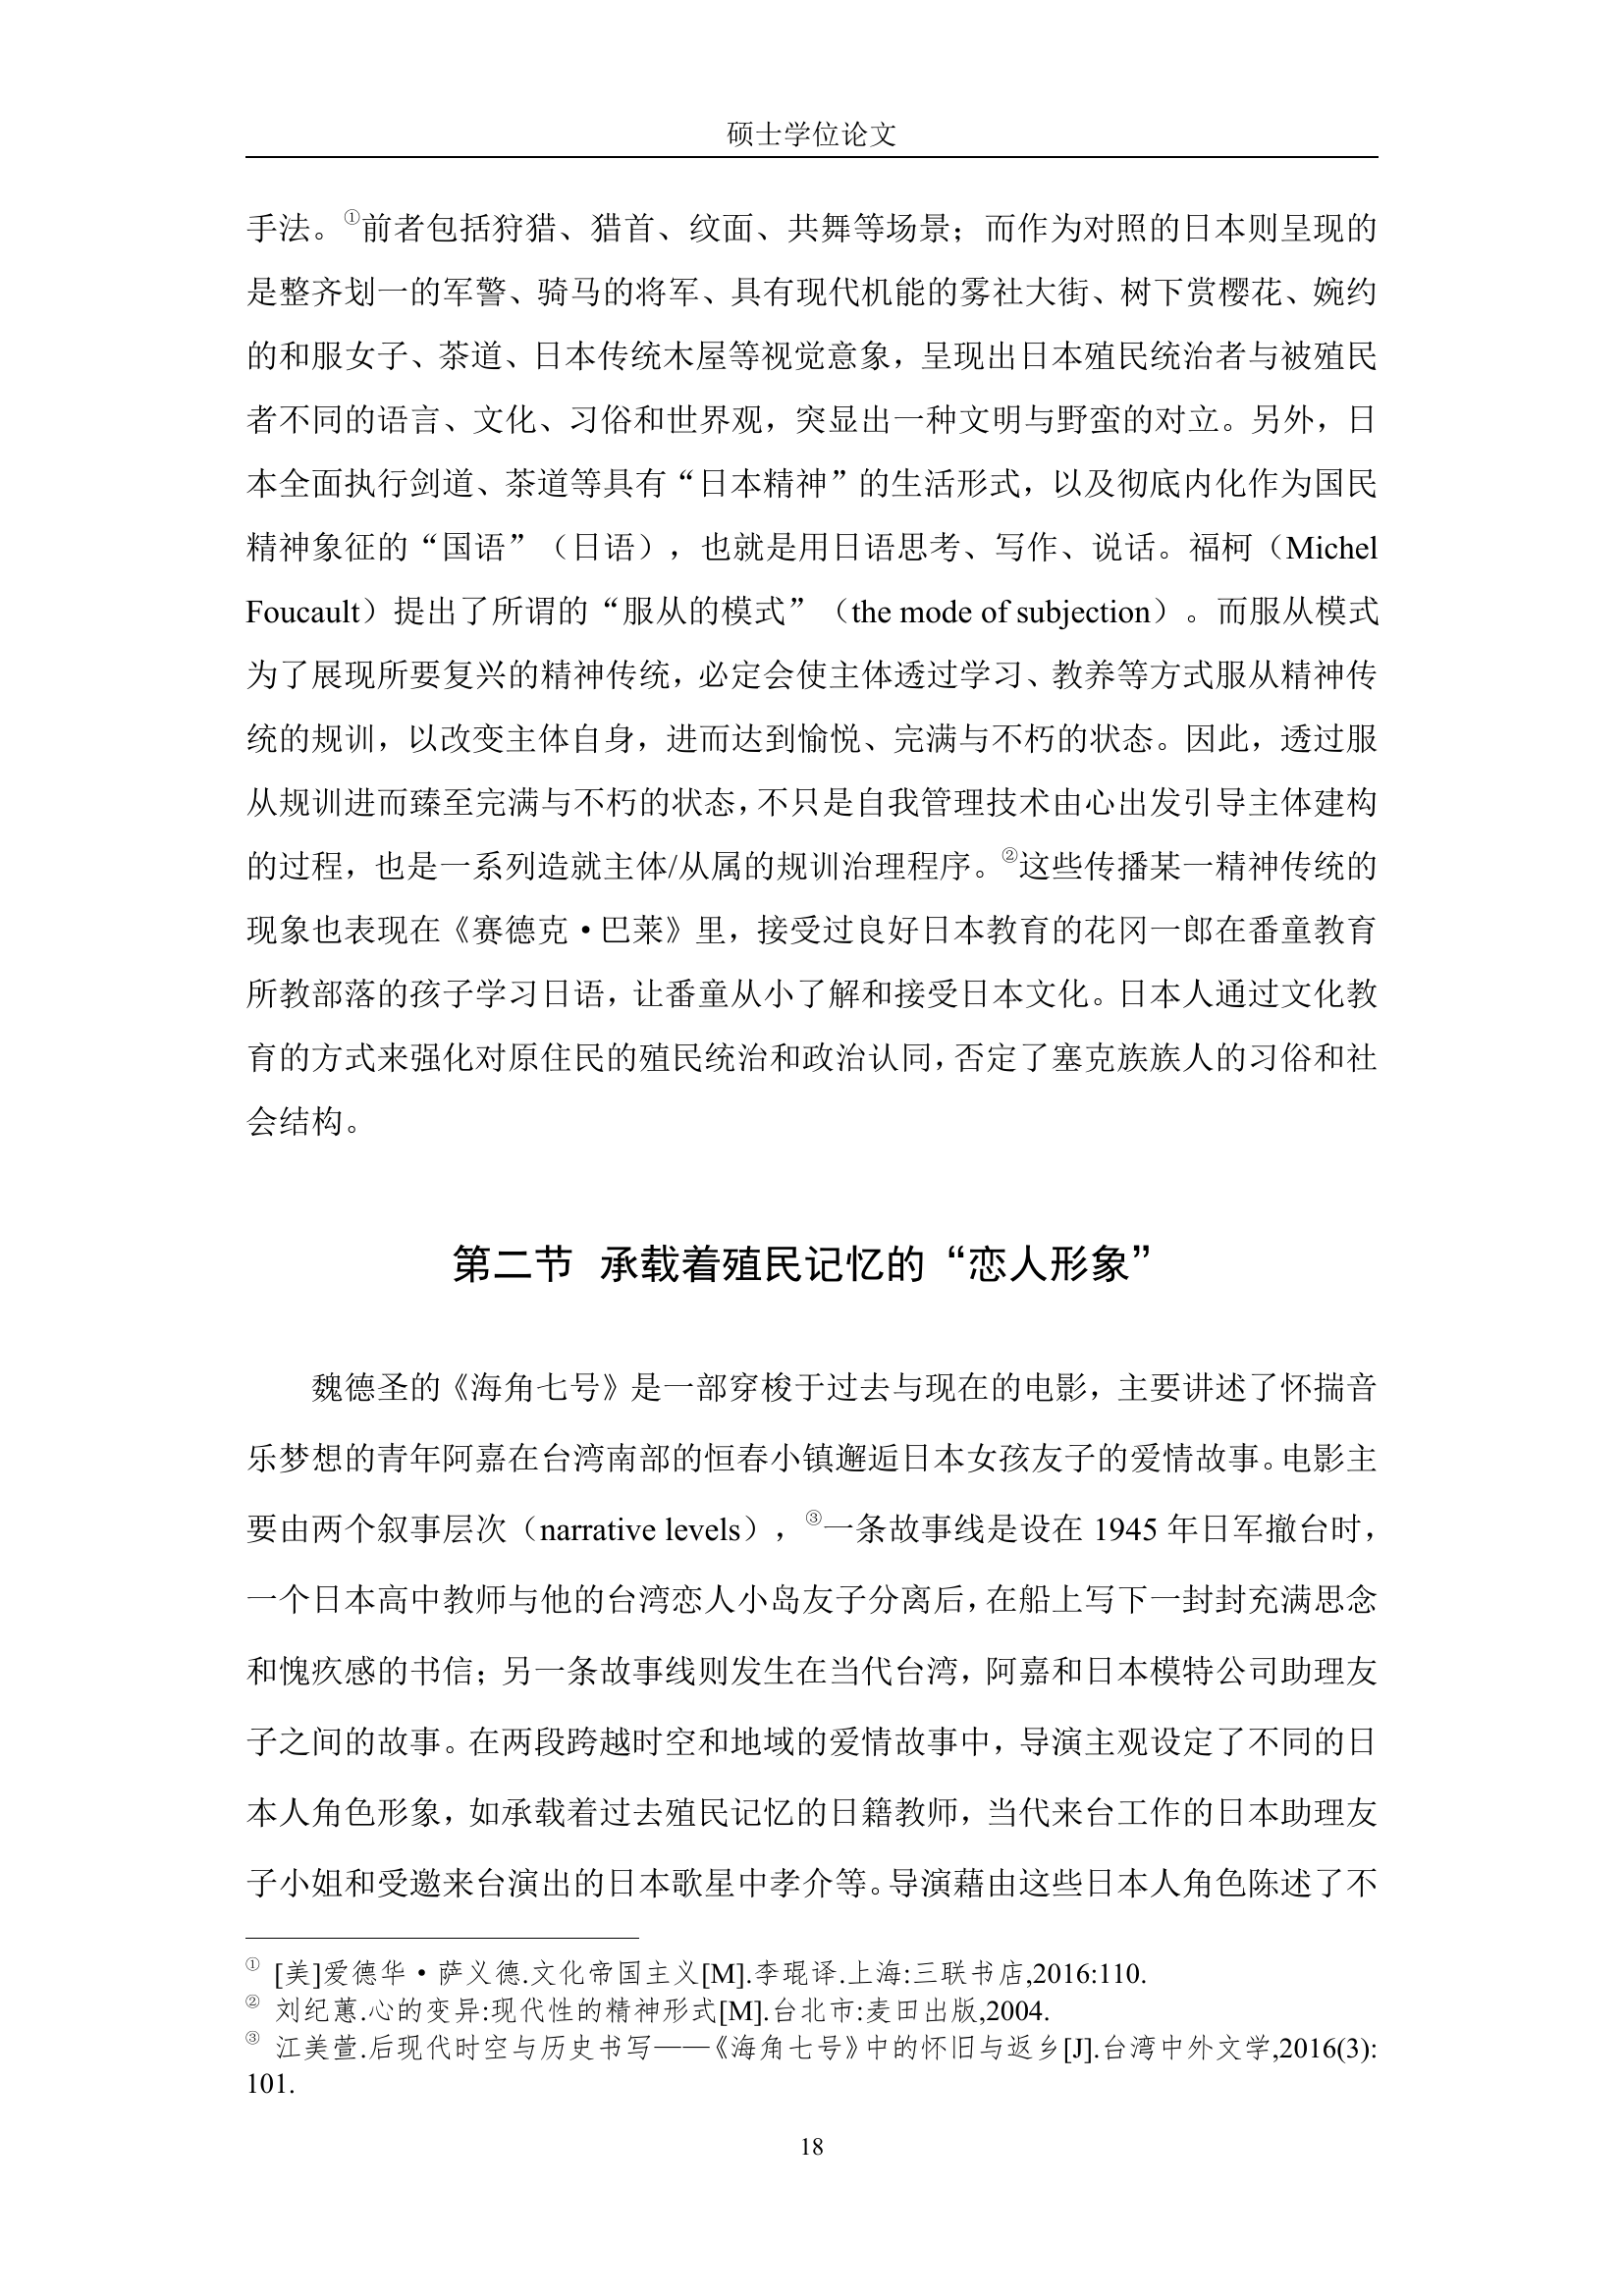 硕士学位论文
手法。①前者包括狩猎、猎首、纹面、共舞等场景；而作为对照的日本则呈现的
是整齐划一的军警、骑马的将军、具有现代机能的雾社大街、树下赏樱花、婉约
的和服女子、茶道、日本传统木屋等视觉意象，呈现出日本殖民统治者与被殖民
者不同的语言、文化、习俗和世界观，突显出一种文明与野蛮的对立。另外，日
本全面执行剑道、茶道等具有“日本精神”的生活形式，以及彻底内化作为国民
精神象征的“国语”（日语），也就是用日语思考、写作、说话。福柯（Michel
Foucault）提出了所谓的“服从的模式”（the mode of subjection）。而服从模式
为了展现所要复兴的精神传统，必定会使主体透过学习、教养等方式服从精神传
统的规训，以改变主体自身，进而达到愉悦、完满与不朽的状态。因此，透过服
从规训进而臻至完满与不朽的状态，不只是自我管理技术由心出发引导主体建构
的过程，也是一系列造就主体/从属的规训治理程序。②这些传播某一精神传统的
现象也表现在《赛德克·巴莱》里，接受过良好日本教育的花冈一郎在番童教育
所教部落的孩子学习日语，让番童从小了解和接受日本文化。日本人通过文化教
育的方式来强化对原住民的殖民统治和政治认同，否定了塞克族族人的习俗和社
会结构。
第二节 承载着殖民记忆的“恋人形象”
魏德圣的《海角七号》是一部穿梭于过去与现在的电影，主要讲述了怀揣音
乐梦想的青年阿嘉在台湾南部的恒春小镇邂逅日本女孩友子的爱情故事。电影主
要由两个叙事层次（narrative levels），③一条故事线是设在 1945 年日军撤台时，
一个日本高中教师与他的台湾恋人小岛友子分离后，在船上写下一封封充满思念
和愧疚感的书信；另一条故事线则发生在当代台湾，阿嘉和日本模特公司助理友
子之间的故事。在两段跨越时空和地域的爱情故事中，导演主观设定了不同的日
本人角色形象，如承载着过去殖民记忆的日籍教师，当代来台工作的日本助理友
子小姐和受邀来台演出的日本歌星中孝介等。导演藉由这些日本人角色陈述了不
① [美]爱德华·萨义德.文化帝国主义[M].李琨译.上海:三联书店,2016:110.
② 刘纪蕙.心的变异:现代性的精神形式[M].台北市:麦田出版,2004.
③ 江美萱.后现代时空与历史书写——《海角七号》中的怀旧与返乡[J].台湾中外文学,2016(3):
101.
18